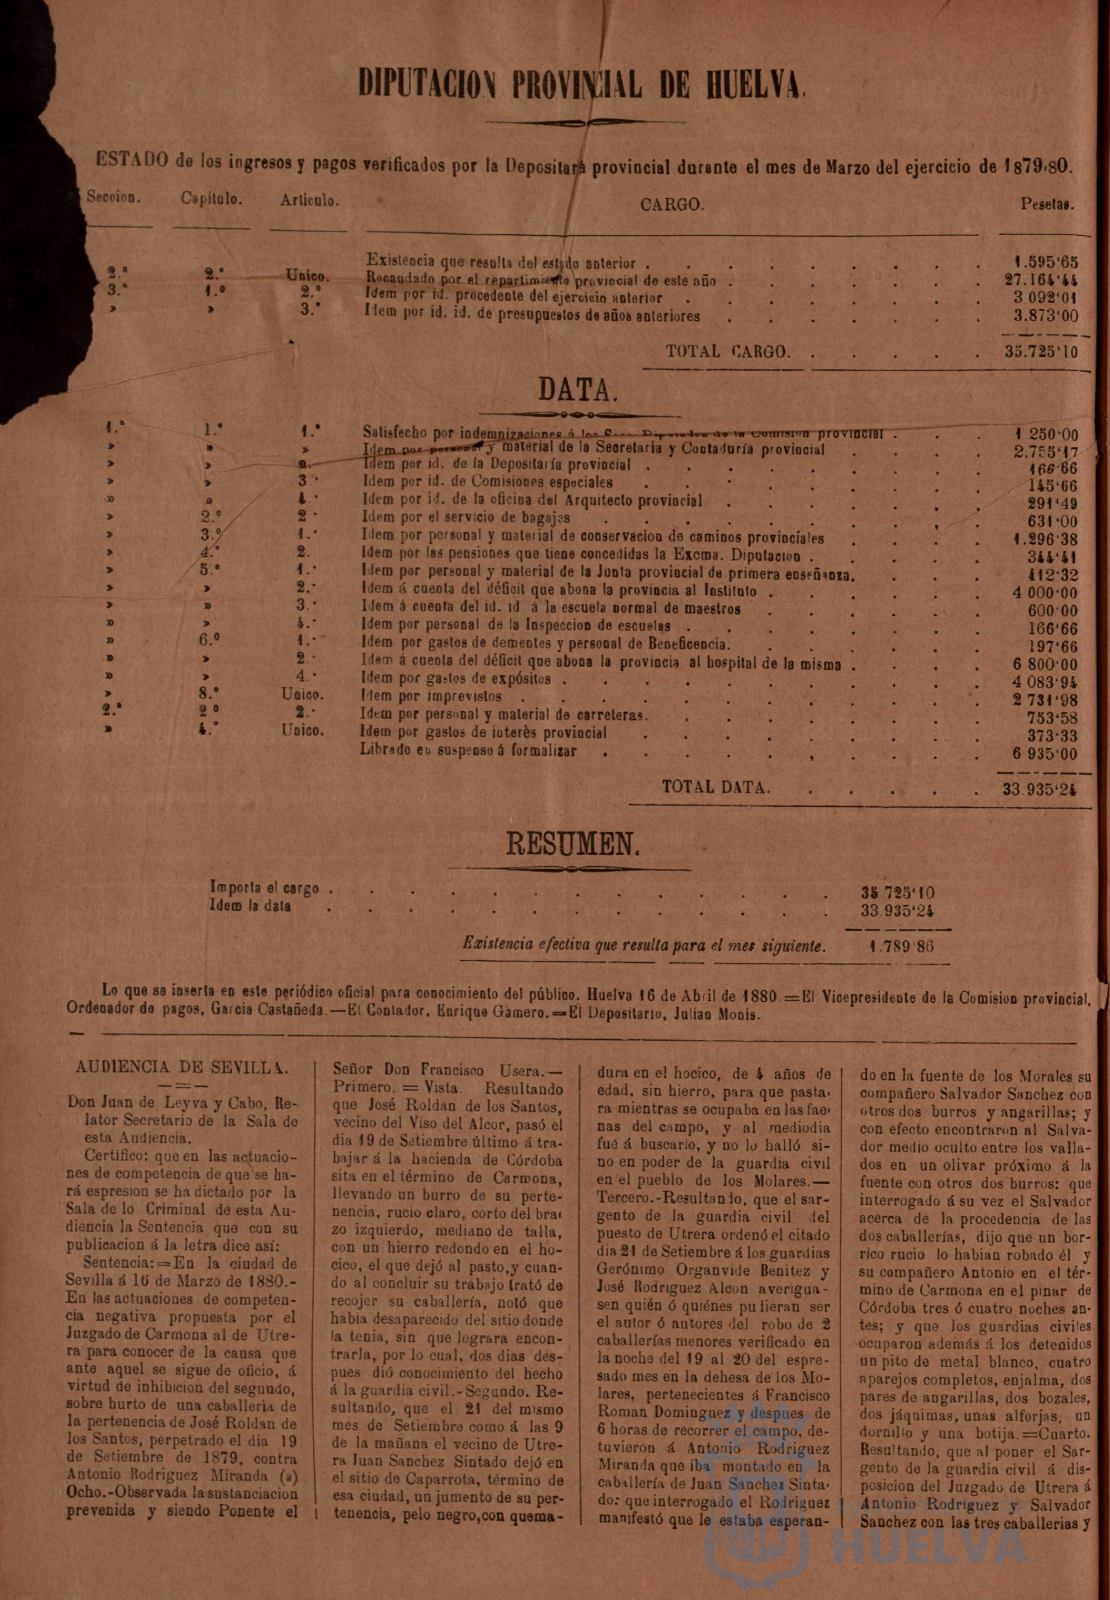 DIPUTACION PROVINCIAL DE HUELVA.
ESTADO de los ingresos y pagos verificados por la Depositará provincial durante el mes de Marzo del ejercicio de 1879-80.
Seccion. Capítulo. Artículo. CARGO. Pesetas.
Existencia que resulta del estado anterior . 1.595'65
2.ª 2.º Unico. Recaudado por el repartimiento provincial de este año . 27.164'44
3.ª 1.º 2.º Idem por id. procedente del ejercicio anterior . 3 092'01
» » 3.º Idem por id. id. de presupuestos de años anteriores . 3.873'00
TOTAL CARGO. 35.725'10
DATA.
1.ª 1.º 1.º Satisfecho por indemnizaciones á los Diputados de la Comision provincial . 1 250'00
» » » Idem por personal y material de la Secretaría y Contaduría provincial . 2.755'17
» » 2. Idem por id. de la Depositaría provincial . 166'66
» » 3.º Idem por id. de Comisiones especiales . 145'66
» » 4.º Idem por id. de la oficina del Arquitecto provincial . 291'49
» 2.º 2.º Idem por el servicio de bagajes . 631'00
» 3.º 1.º Idem por personal y material de conservacion de caminos provinciales . 1.296'38
» 4.º 2. Idem por las pensiones que tiene concedidas la Excma. Diputacion . 344'41
» 5.º 1.º Idem por personal y material de la Junta provincial de primera enseñanza. 412'32
» » 2.º Idem á cuenta del déficit que abona la provincia al Instituto . 4 000'00
» » 3.º Idem á cuenta del id. id á la escuela normal de maestros . 600'00
» » 4.º Idem por personal de la Inspeccion de escuelas . 166'66
» 6.º 1.º Idem por gastos de dementes y personal de Beneficencia. 197'66
» » 2.º Idem á cuenta del déficit que abona la provincia al hospital de la misma . 6 800'00
» » 4.º Idem por gastos de expósitos . 4 083'94
» 8.º Unico. Idem por imprevistos . 2 731'98
2.ª 2º 2.º Idem por personal y material de carreteras. 753'58
» 4.º Unico. Idem por gastos de interès provincial . 373'33
Librado en suspenso á formalizar . 6 935'00
TOTAL DATA. 33.935'24
RESUMEN.
Importa el cargo . 35 725'10
Idem la data . 33.935'24
Existencia efectiva que resulta para el mes siguiente. 1.789'86
Lo que se inserta en este periódico oficial para conocimiento del público. Huelva 16 de Abril de 1880.=El Vicepresidente de la Comision provincial,
Ordenador de pagos, García Castañeda.—El Contador, Enrique Gamero.=El Depositario, Julian Monis.
AUDIENCIA DE SEVILLA.
Don Juan de Leyva y Cabo, Re-
lator Secretario de la Sala de
esta Audiencia.
Certifico: que en las actuacio-
nes de competencia de que se ha-
rá espresion se ha dictado por la
Sala de lo Criminal de esta Au-
diencia la Sentencia que con su
publicacion á la letra dice así:
Sentencia:=En la ciudad de
Sevilla á 16 de Marzo de 1880.-
En las actuaciones de competen-
cia negativa propuesta por el
Juzgado de Carmona al de Utre-
ra para conocer de la causa que
ante aquel se sigue de oficio, á
virtud de inhibicion del segundo,
sobre hurto de una caballeria de
la pertenencia de José Roldan de
los Santos, perpetrado el dia 19
de Setiembre de 1879, contra
Antonio Rodriguez Miranda (a)
Ocho.-Observada la sustanciacion
prevenida y siendo Ponente el
Señor Don Francisco Usera.—
Primero. = Vista. Resultando
que José Roldan de los Santos,
vecino del Viso del Alcor, pasó el
dia 19 de Setiembre último á tra-
bajar á la hacienda de Córdoba
sita en el término de Carmona,
llevando un burro de su perte-
nencia, rucio claro, corto del bra-
zo izquierdo, mediano de talla,
con un hierro redondo en el ho-
cico, el que dejó al pasto, y cuan-
do al concluir su trabajo trató de
recojer su caballería, notó que
habia desaparecido del sitio donde
la tenia, sin que lograra encon-
trarla, por lo cual, dos dias des-
pues dió conocimiento del hecho
á la guardia civil.-Segundo. Re-
sultando, que el 21 del mismo
mes de Setiembre como á las 9
de la mañana el vecino de Utre-
ra Juan Sanchez Sintado dejó en
el sitio de Caparrota, término de
esa ciudad, un jumento de su per-
tenencia, pelo negro, con quema-
dura en el hocico, de 4 años de
edad, sin hierro, para que pasta-
ra mientras se ocupaba en las fae-
nas del campo, y al mediodia
fué á buscarlo, y no lo halló si-
no en poder de la guardia civil
en el pueblo de los Molares.—
Tercero.-Resultando, que el sar-
gento de la guardia civil del
puesto de Utrera ordenó el citado
dia 21 de Setiembre á los guardias
Gerónimo Organvide Benitez y
José Rodriguez Alcon averigua-
sen quién ó quiénes pudieran ser
el autor ó autores del robo de 2
caballerías menores verificado en
la noche del 19 al 20 del espre-
sado mes en la dehesa de los Mo-
lares, pertenecientes á Francisco
Roman Dominguez y despues de
6 horas de recorrer el campo, de-
tuvieron á Antonio Rodriguez
Miranda que iba montado en la
caballería de Juan Sanchez Sinta-
do: que interrogado el Rodriguez
manifestó que le estaba esperan-
do en la fuente de los Morales su
compañero Salvador Sanchez con
otros dos burros y angarillas; y
con efecto encontraron al Salva-
dor medio oculto entre los valla-
dos en un olivar próximo á la
fuente con otros dos burros: que
interrogado á su vez el Salvador
acerca de la procedencia de las
dos caballerías, dijo que un bor-
rico rucio lo habian robado él y
su compañero Antonio en el tér-
mino de Carmona en el pinar de
Córdoba tres ó cuatro noches an-
tes; y que los guardias civiles
ocuparon además á los detenidos
un pito de metal blanco, cuatro
aparejos completos, enjalma, dos
pares de angarillas, dos bozales,
dos jáquimas, unas alforjas, un
dornillo y una botija.=Cuarto.
Resultando, que al poner el Sar-
gento de la guardia civil á dis-
posicion del Juzgado de Utrera á
Antonio Rodriguez y Salvador
Sanchez con las tres caballerias y
HUELVA